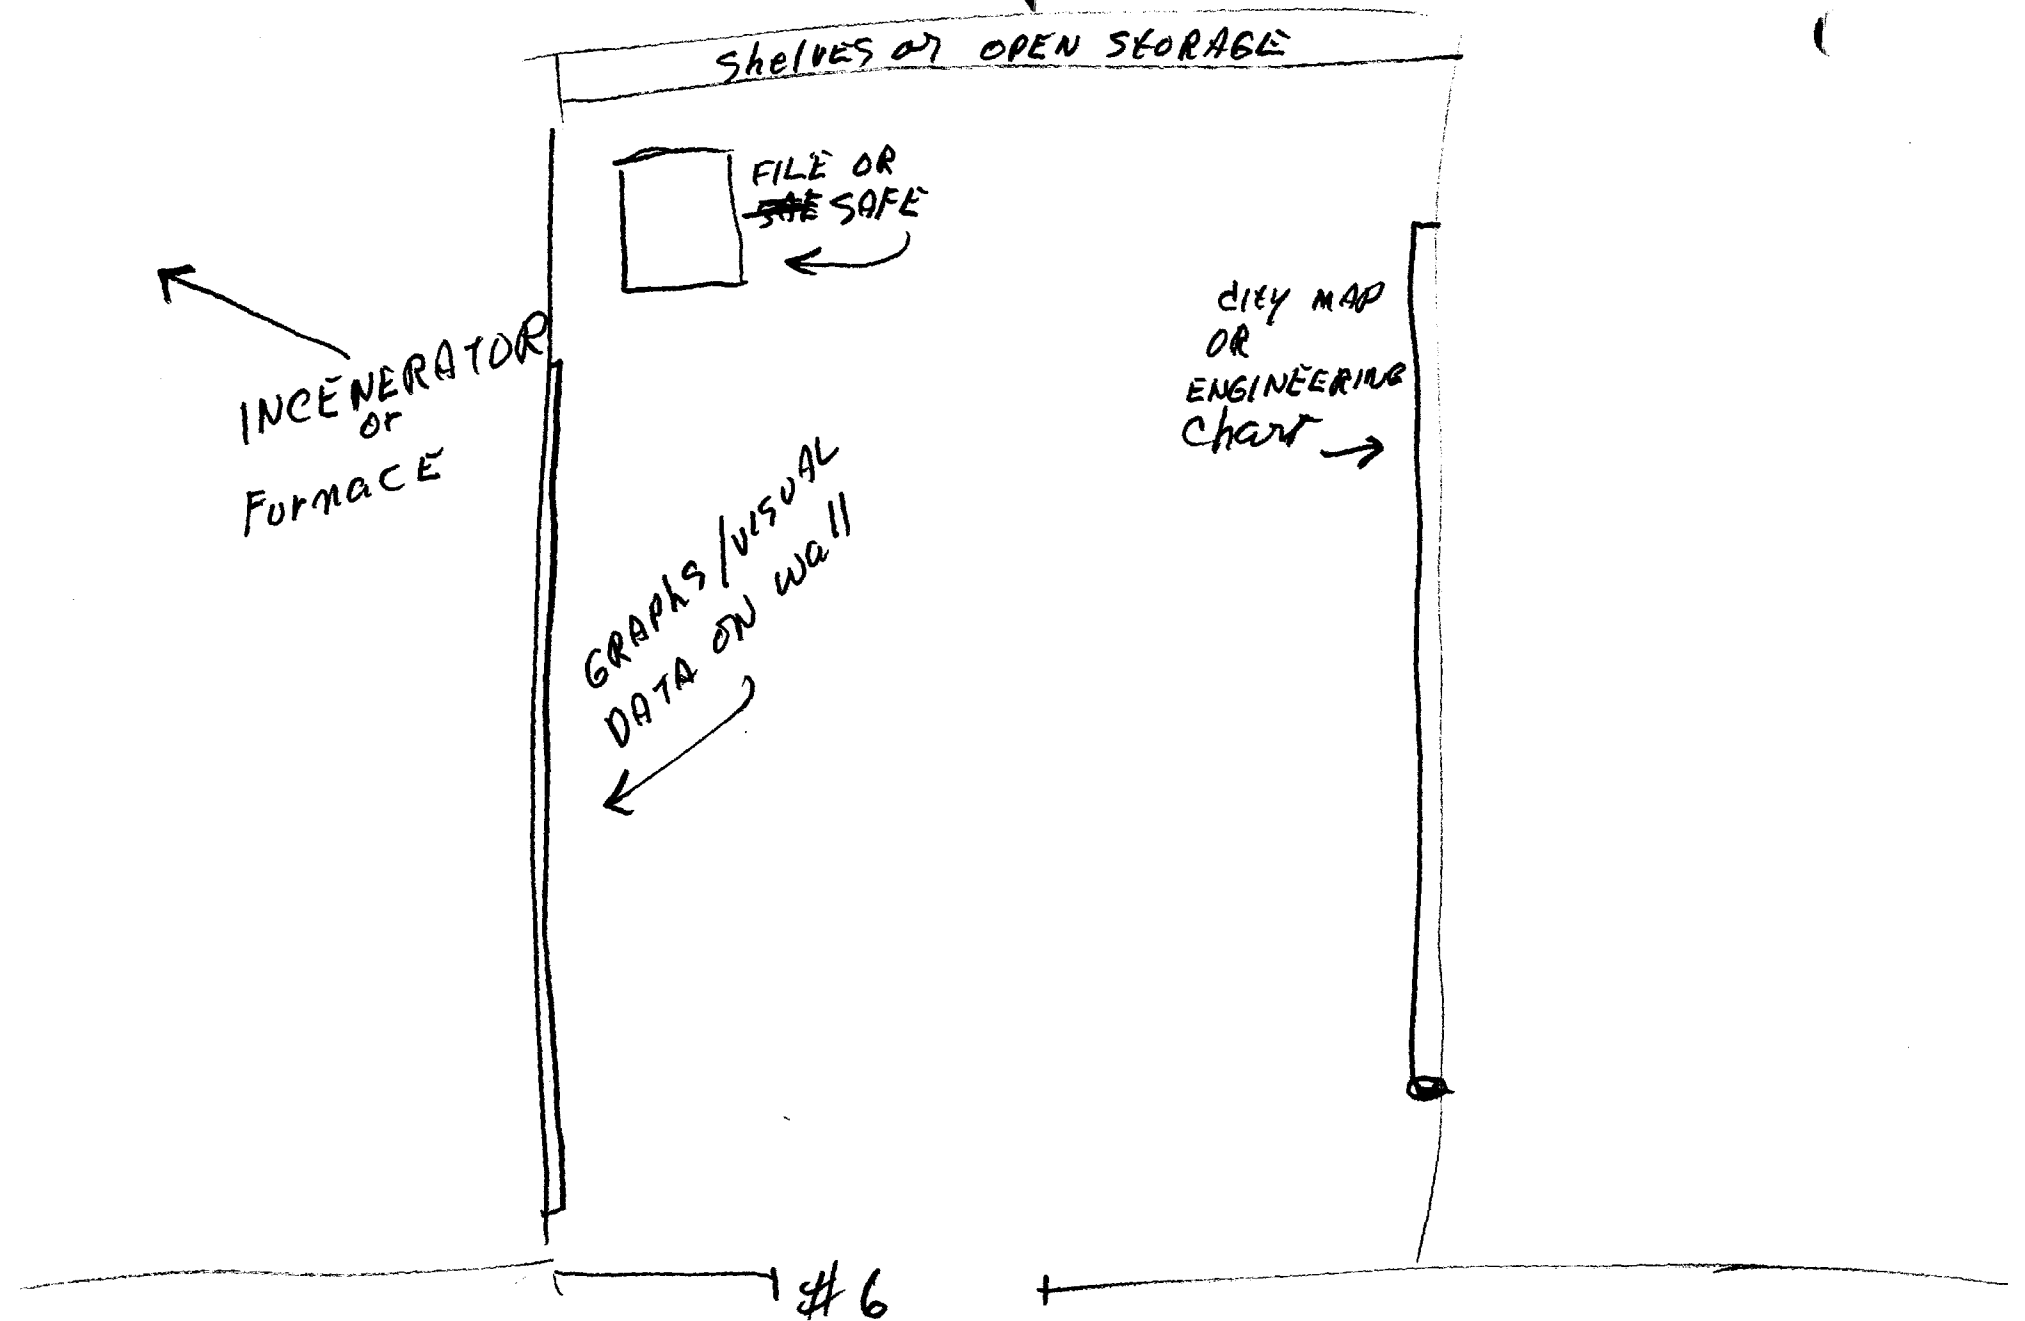 Shelves or OPEN STORAGE
FILE OR
SAFE
city MAP
OR
ENGINEERING
Chart
INCENERATOR
or
FurnaCE
GRAPhS/VISUAL
DATA ON Wall
#6